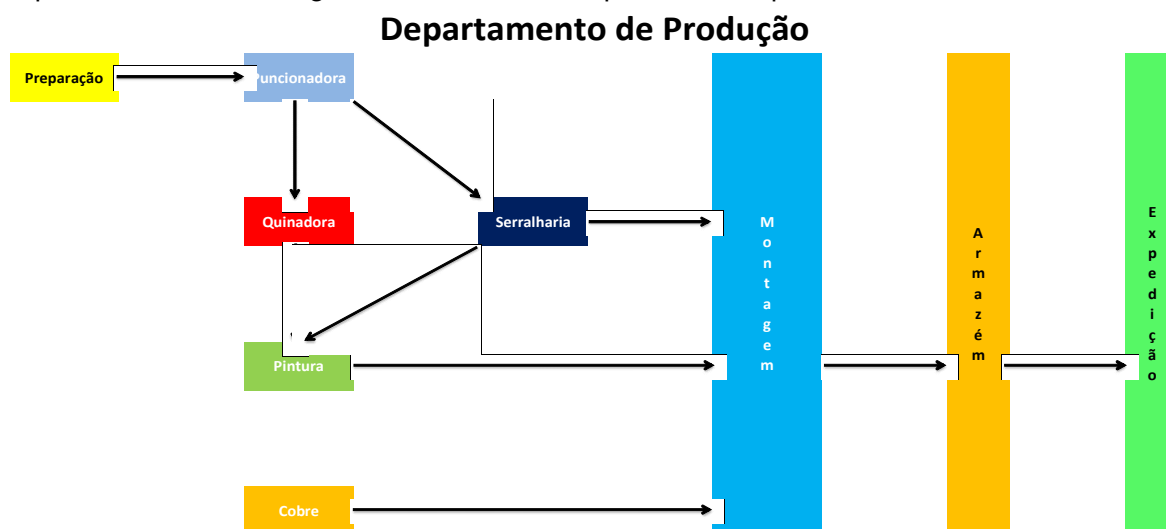 Departamento de Produção
Preparação
Puncionadora
Quinadora
Serralharia
Montagem
Armazém
Expedição
Pintura
Cobre